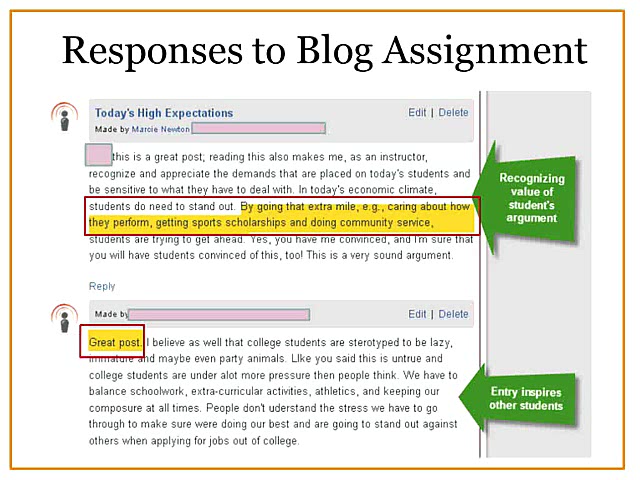 Responses to Blog Assignment
Today's High Expectations
Edit | Delete
Made by Marcie Newton
this is a great post; reading this also makes me, as an instructor,
recognize and appreciate the demands that are placed on today's students and
be sensitive to what they have to deal with. In today's economic climate,
students do need to stand out. By going that extra mile, e.g., caring about how
they perform, getting sports scholarships and doing community service,
students are trying to get ahead. Yes, you have me convinced, and I'm sure that
you will have students convinced of this, too! This is a very sound argument.
Recognizing
value of
student's
argument
Reply
Made by
Edit | Delete
Great post, I believe as well that college students are sterotyped to be lazy,
immature and maybe even party animals. LIke you said this is untrue and
college students are under alot more pressure then people think. We have to
balance schoolwork, extra-curricular activities, athletics, and keeping our
composure at all times. People don't uderstand the stress we have to go
through to make sure were doing our best and are going to stand out against
others when applying for jobs out of college.
Entry inspires
other students